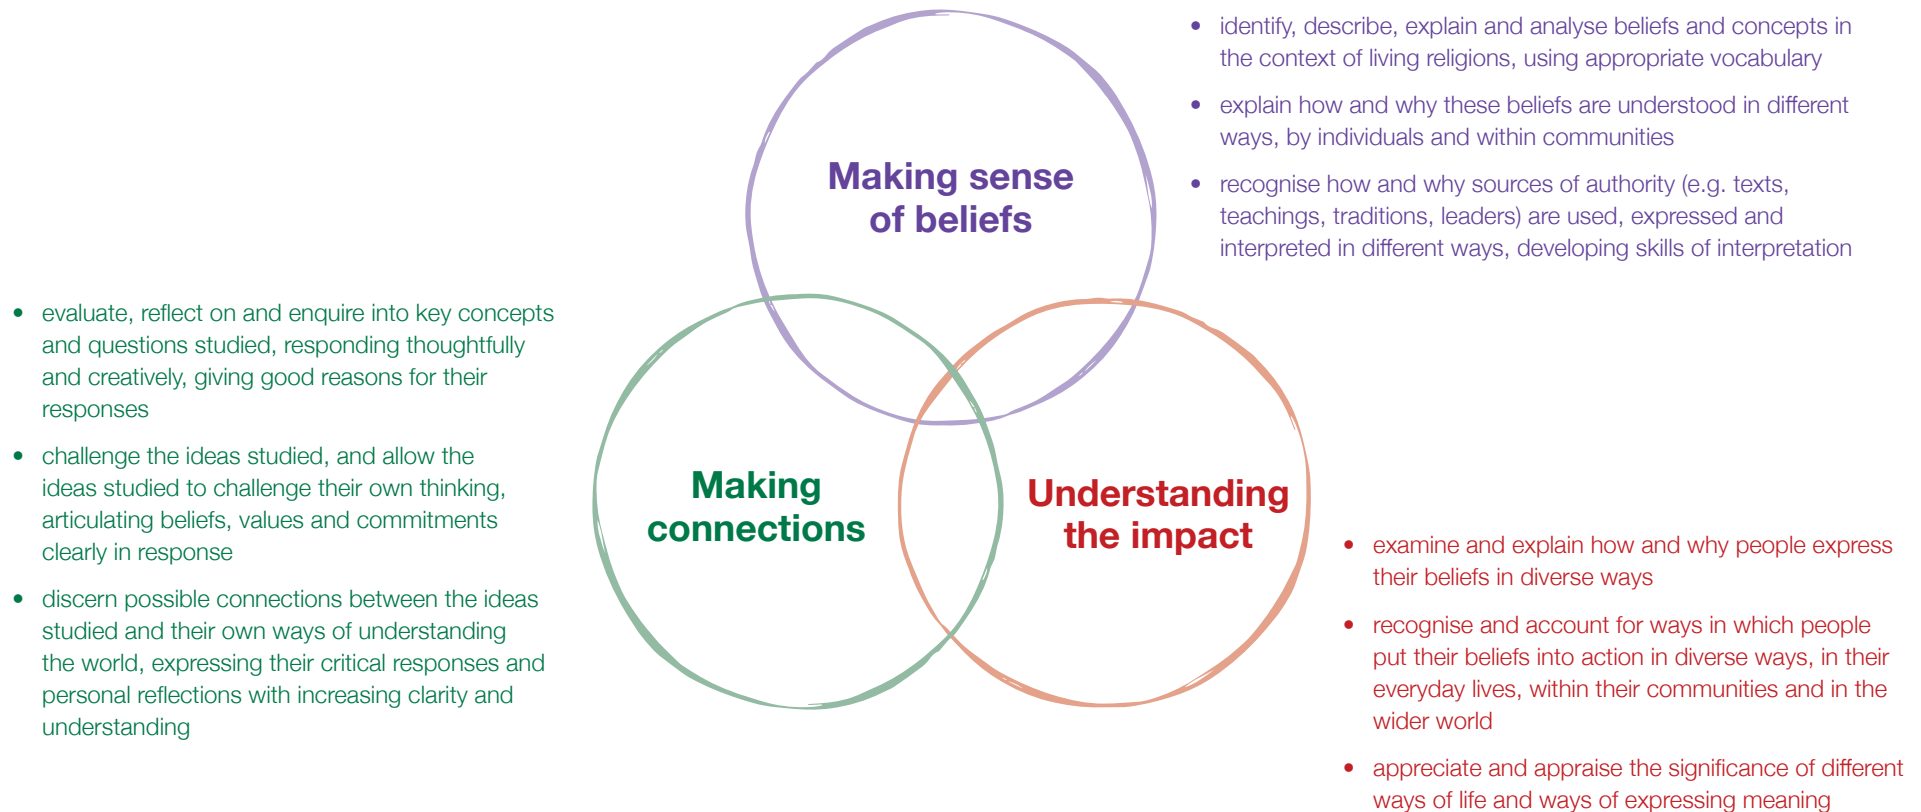 • identify, describe, explain and analyse beliefs and concepts in
the context of living religions, using appropriate vocabulary
• explain how and why these beliefs are understood in different
ways, by individuals and within communities
• recognise how and why sources of authority (e.g. texts,
teachings, traditions, leaders) are used, expressed and
interpreted in different ways, developing skills of interpretation
Making sense
of beliefs
• evaluate, reflect on and enquire into key concepts
and questions studied, responding thoughtfully
and creatively, giving good reasons for their
responses
• challenge the ideas studied, and allow the
ideas studied to challenge their own thinking,
articulating beliefs, values and commitments
clearly in response
• discern possible connections between the ideas
studied and their own ways of understanding
the world, expressing their critical responses and
personal reflections with increasing clarity and
understanding
Making
connections
Understanding
the impact
• examine and explain how and why people express
their beliefs in diverse ways
• recognise and account for ways in which people
put their beliefs into action in diverse ways, in their
everyday lives, within their communities and in the
wider world
• appreciate and appraise the significance of different
ways of life and ways of expressing meaning